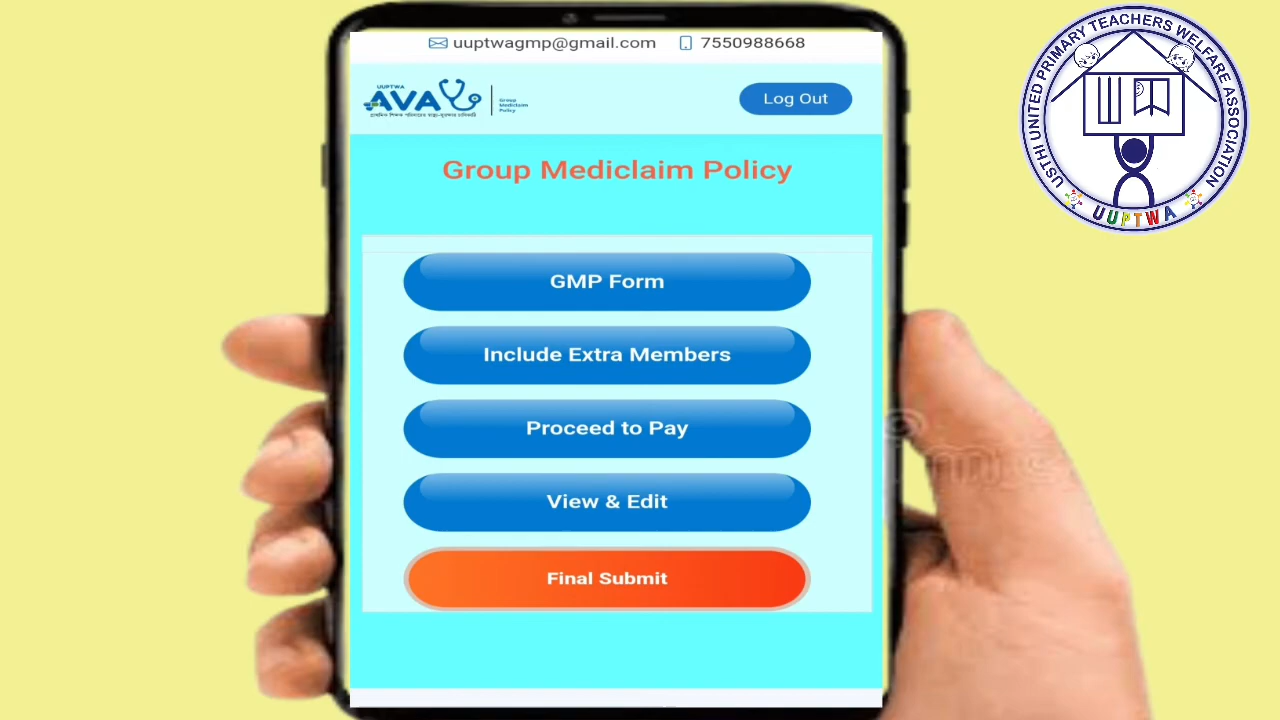 uuptwagmp@gmail.com 7550988668
UUPTWA
AVA
Group
Mediclaim
Policy
Log Out
Group Mediclaim Policy
GMP Form
Include Extra Members
Proceed to Pay
View & Edit
Final Submit
USTHI UNITED PRIMARY TEACHERS WELFARE ASSOCIATION
UUPTWA